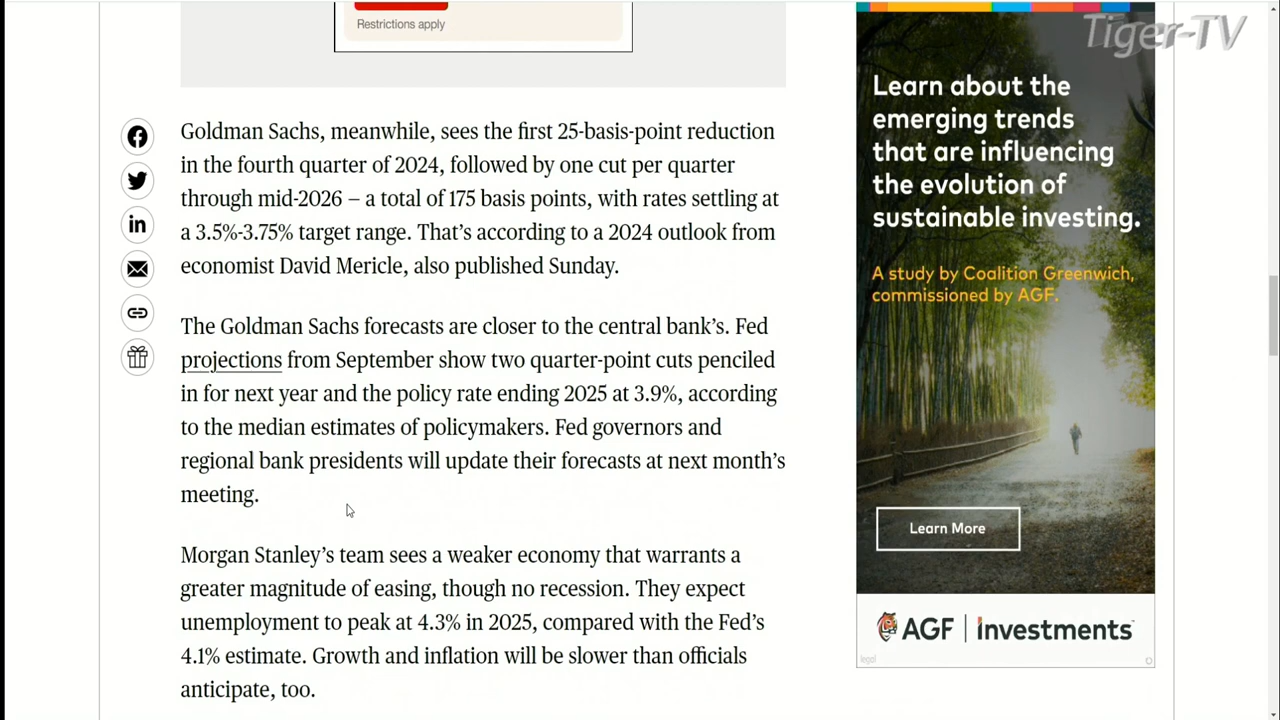 Restrictions apply
Tiger-TV
Goldman Sachs, meanwhile, sees the first 25-basis-point reduction
in the fourth quarter of 2024, followed by one cut per quarter
through mid-2026 – a total of 175 basis points, with rates settling at
a 3.5%-3.75% target range. That’s according to a 2024 outlook from
economist David Mericle, also published Sunday.
The Goldman Sachs forecasts are closer to the central bank’s. Fed
projections from September show two quarter-point cuts penciled
in for next year and the policy rate ending 2025 at 3.9%, according
to the median estimates of policymakers. Fed governors and
regional bank presidents will update their forecasts at next month’s
meeting.
Morgan Stanley’s team sees a weaker economy that warrants a
greater magnitude of easing, though no recession. They expect
unemployment to peak at 4.3% in 2025, compared with the Fed’s
4.1% estimate. Growth and inflation will be slower than officials
anticipate, too.
Learn about the
emerging trends
that are influencing
the evolution of
sustainable investing.
A study by Coalition Greenwich,
commissioned by AGF.
Learn More
AGF | Investments
legal